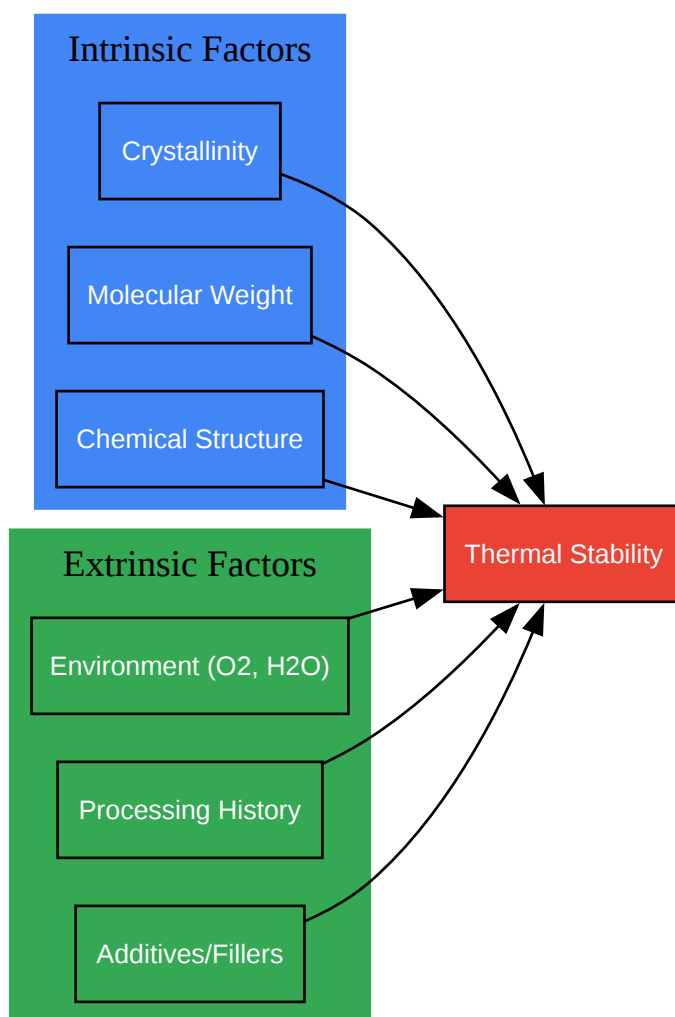 Intrinsic Factors
Crystallinity
Molecular Weight
Chemical Structure
Thermal Stability
Extrinsic Factors
Environment (O2, H2O)
Processing History
Additives/Fillers